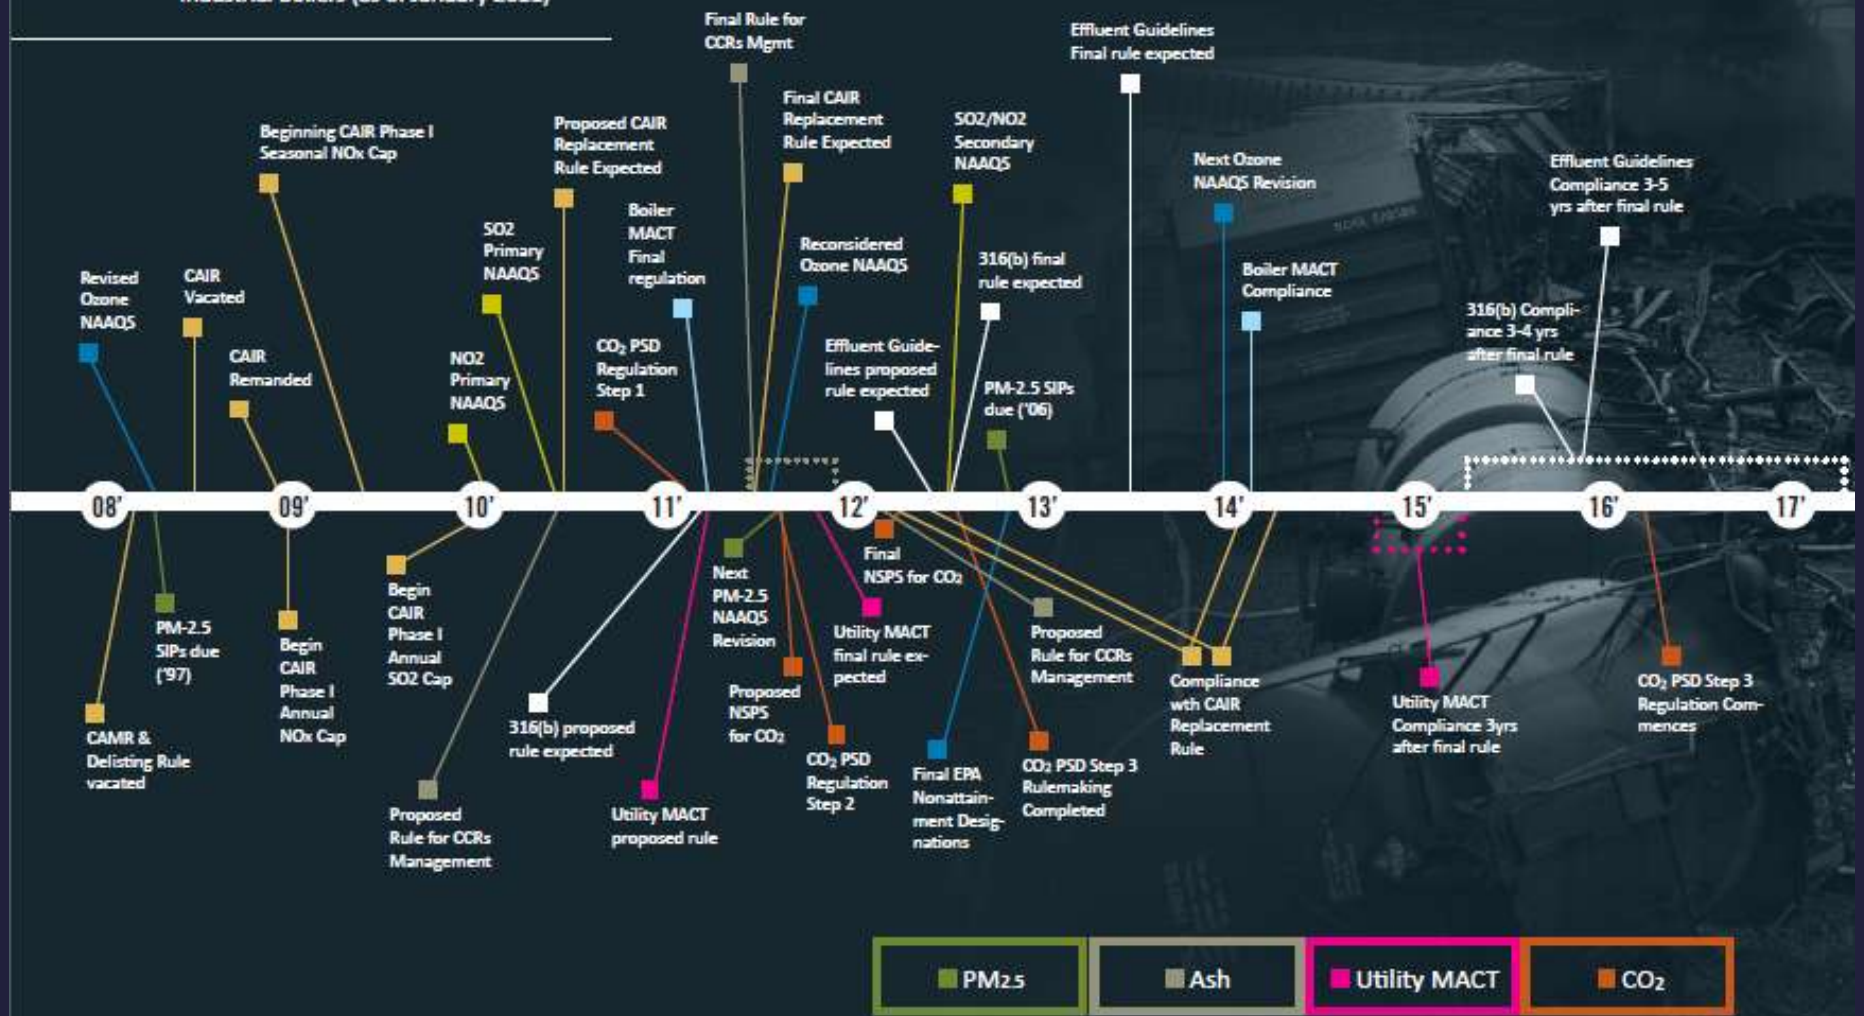 Final Rule for
CCRs Mgmt
Effluent Guidelines
Final rule expected
Final CAIR
Replacement
Rule Expected
Beginning CAIR Phase I
Seasonal NOx Cap
Proposed CAIR
Replacement
Rule Expected
SO2/NO2
Secondary
NAAQS
Next Ozone
NAAQS Revision
Effluent Guidelines
Compliance 3-5
yrs after final rule
Boiler
MACT
Final
regulation
SO2
Primary
NAAQS
Reconsidered
Ozone NAAQS
316(b) final
rule expected
Revised
Ozone
NAAQS
CAIR
Vacated
Boiler MACT
Compliance
316(b) Compli-
ance 3-4 yrs
after final rule
CAIR
Remanded
NO2
Primary
NAAQS
CO₂ PSD
Regulation
Step 1
Effluent Guide-
lines proposed
rule expected
PM-2.5 SIPs
due ('06)
08' 09' 10' 11' 12' 13' 14' 15' 16' 17'
Final
NSPS for CO₂
Next
PM-2.5
NAAQS
Revision
Begin
CAIR
Phase I
Annual
SO2 Cap
PM-2.5
SIPs due
('97)
Begin
CAIR
Phase I
Annual
NOx Cap
Utility MACT
final rule ex-
pected
Proposed
Rule for CCRs
Management
Compliance
wth CAIR
Replacement
Rule
CO₂ PSD Step 3
Regulation Com-
mences
Proposed
NSPS
for CO₂
Utility MACT
Compliance 3yrs
after final rule
316(b) proposed
rule expected
CAMR &
Delisting Rule
vacated
CO₂ PSD
Regulation
Step 2
Final EPA
Nonattain-
ment Desig-
nations
CO₂ PSD Step 3
Rulemaking
Completed
Proposed
Rule for CCRs
Management
Utility MACT
proposed rule
PM2.5
Ash
Utility MACT
CO₂